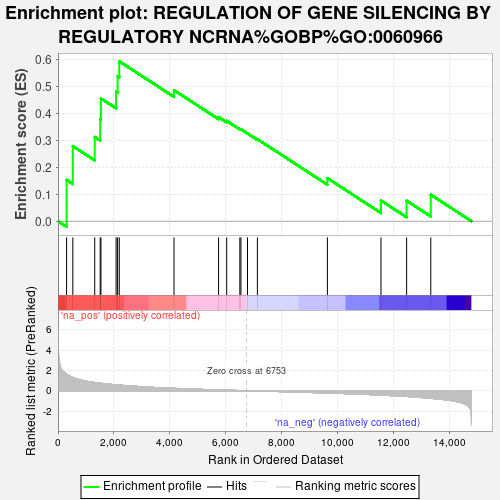 Enrichment plot: REGULATION OF GENE SILENCING BY
REGULATORY NCRNA%GOBP%GO:0060966
Enrichment score (ES)
0.6
0.5
0.4
0.3
0.2
0.1
0.0
'na_pos' (positively correlated)
Ranked list metric (PreRanked)
6
4
2
0
-2
Zero cross at 6753
'na_neg' (negatively correlated)
0
2,000
4,000
6,000
8,000
10,000
12,000
14,000
Rank in Ordered Dataset
Enrichment profile
Hits
Ranking metric scores